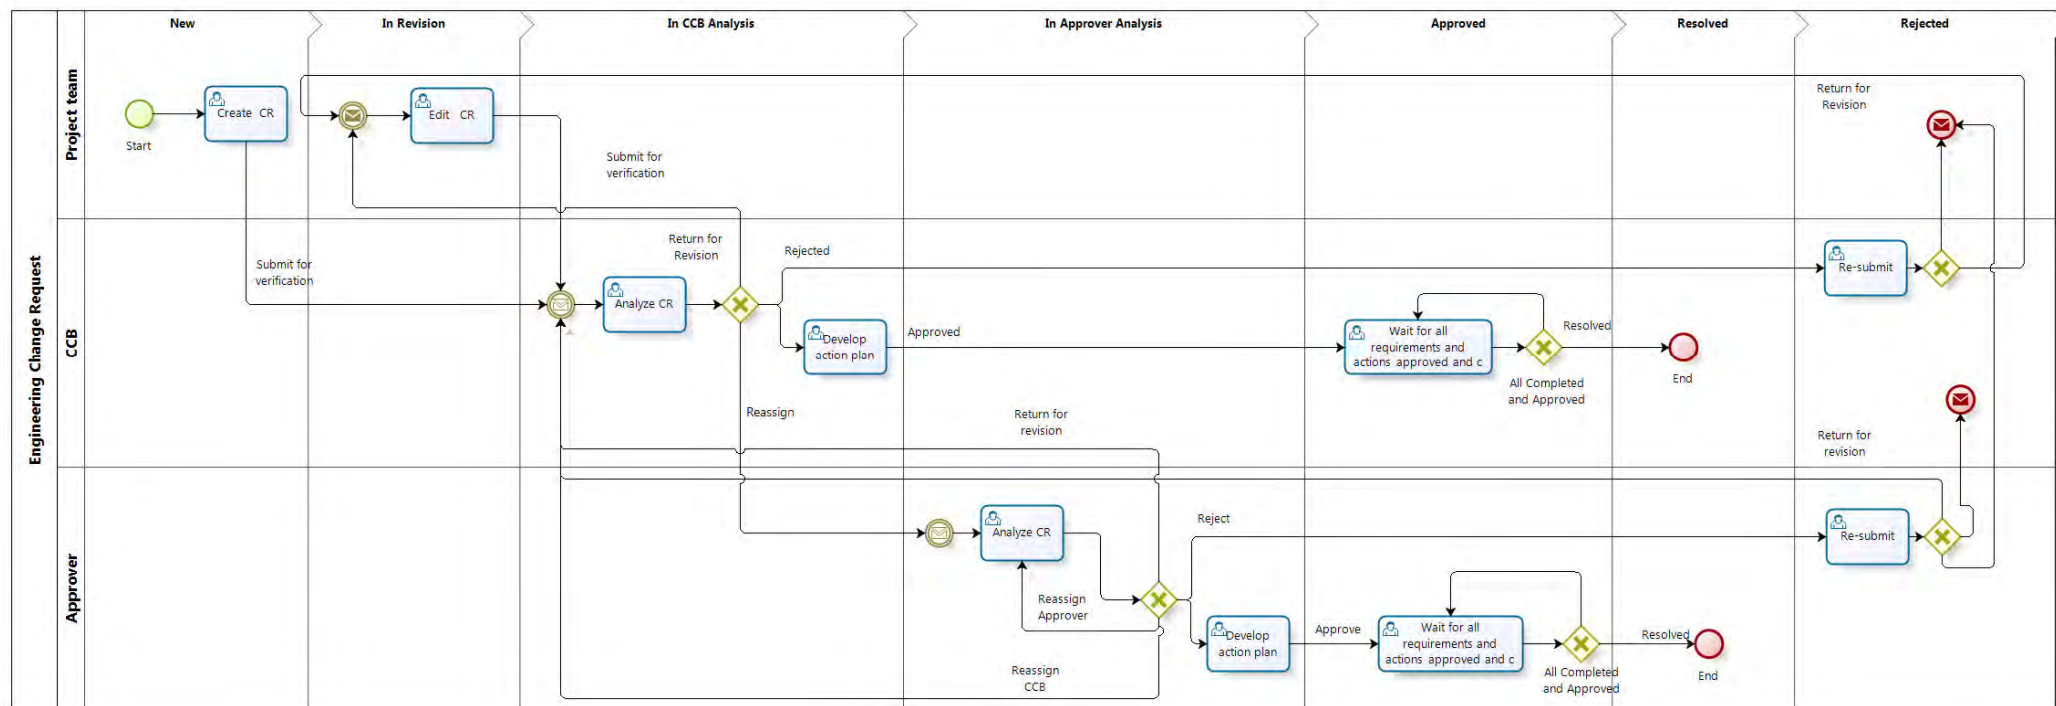 New
In Revision
In CCB Analysis
In Approver Analysis
Approved
Resolved
Rejected
Engineering Change Request
Project team
Start
Create CR
Edit CR
Submit for
verification
Return for
Revision
CCB
Submit for
verification
Return for
Revision
Rejected
Analyze CR
Develop
action plan
Approved
Wait for all
requirements and
actions approved and c
Resolved
All Completed
and Approved
End
Re-submit
Reassign
Return for
revision
Return for
revision
Approver
Analyze CR
Reject
Reassign
Approver
Reassign
CCB
Develop
action plan
Approve
Wait for all
requirements and
actions approved and c
Resolved
All Completed
and Approved
End
Re-submit